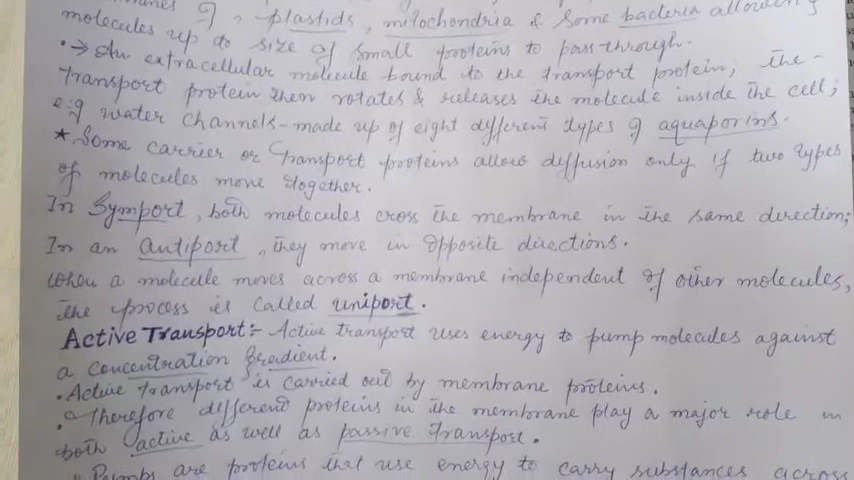 of plastids, mitochondria & some bacteria allowing
molecules up to size of small proteins to pass through.
•→ An extracellular molecule bound to the transport protein; the -
transport protein then rotates & releases the molecule inside the cell;
e.g water channels - made up of eight different types of aquaporins.
* Some carrier or transport proteins allow diffusion only if two types
of molecules move together.
In Symport, both molecules cross the membrane in the same direction;
In an antiport, they move in opposite directions.
When a molecule moves across a membrane independent of other molecules,
the process is called uniport.
Active Transport:- Active transport uses energy to pump molecules against
a concentration gradient.
• Active transport is carried out by membrane proteins.
• Therefore different proteins in the membrane play a major role in
both active as well as passive transport.
• Pumps are proteins that use energy to carry substances across